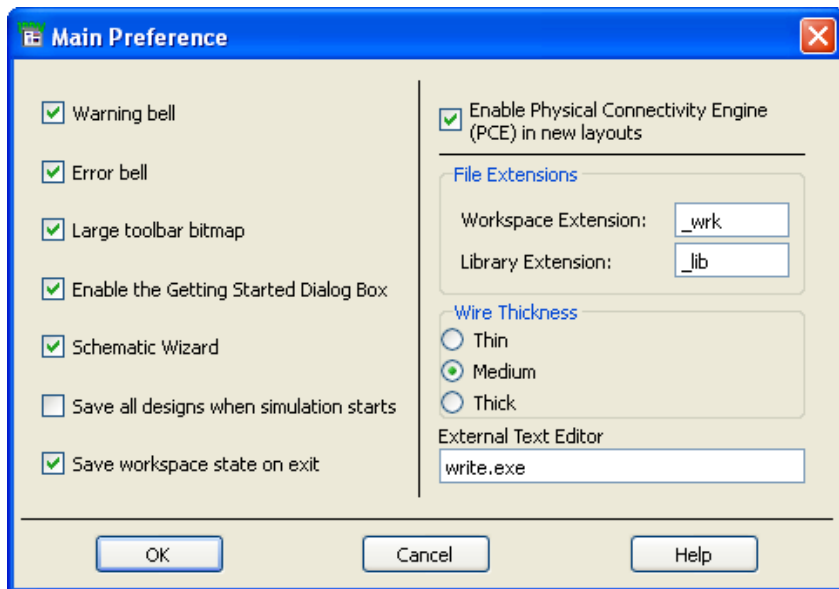 Main Preference
Warning bell
Error bell
Large toolbar bitmap
Enable the Getting Started Dialog Box
Schematic Wizard
Save all designs when simulation starts
Save workspace state on exit
Enable Physical Connectivity Engine
(PCE) in new layouts
File Extensions
Workspace Extension: _wrk
Library Extension: _lib
Wire Thickness
Thin
Medium
Thick
External Text Editor
write.exe
OK Cancel Help